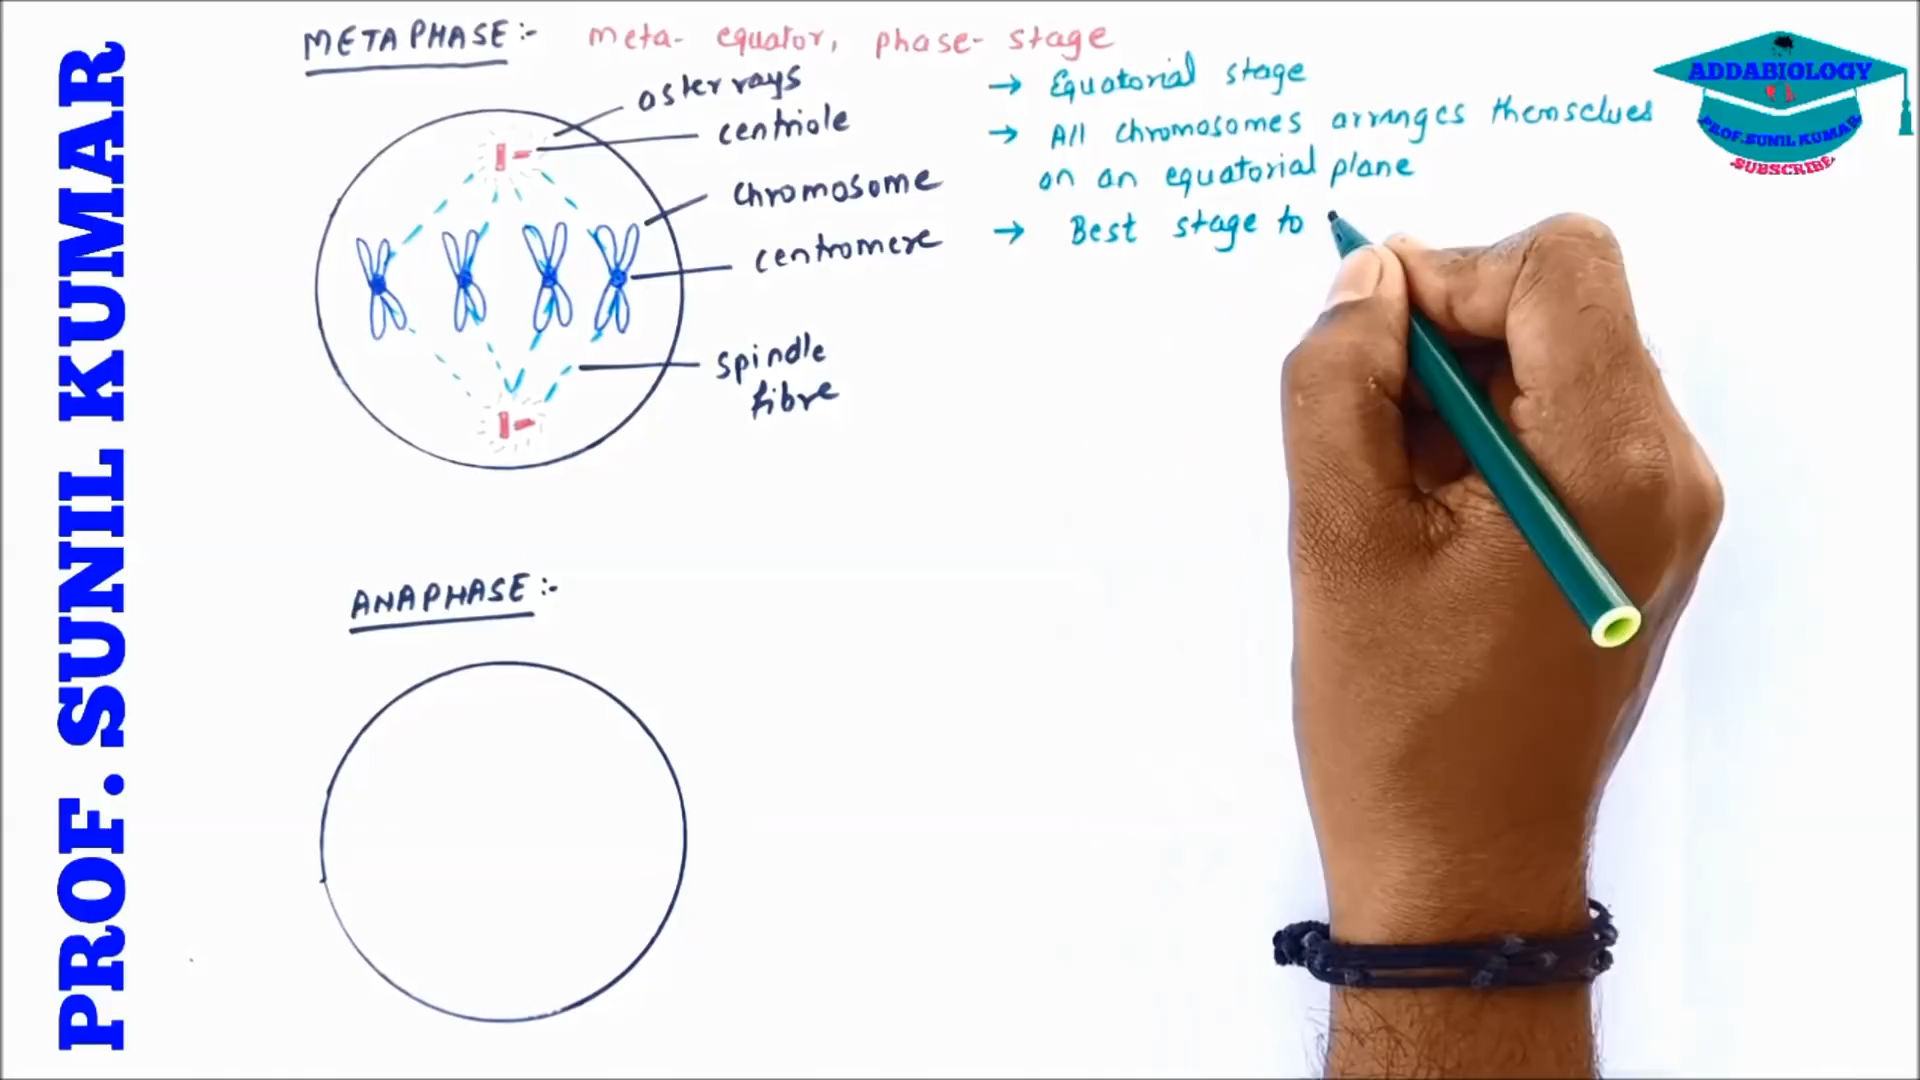 PROF. SUNIL KUMAR
METAPHASE:- meta- equator, phase- stage
aster rays
centriole
chromosome
centromere
spindle
fibre
→ Equatorial stage
→ All chromosomes arranges themselves
on an equatorial plane
→ Best stage to
ADDABIOLOGY
PROF.SUNIL KUMAR
SUBSCRIBE
ANAPHASE:-